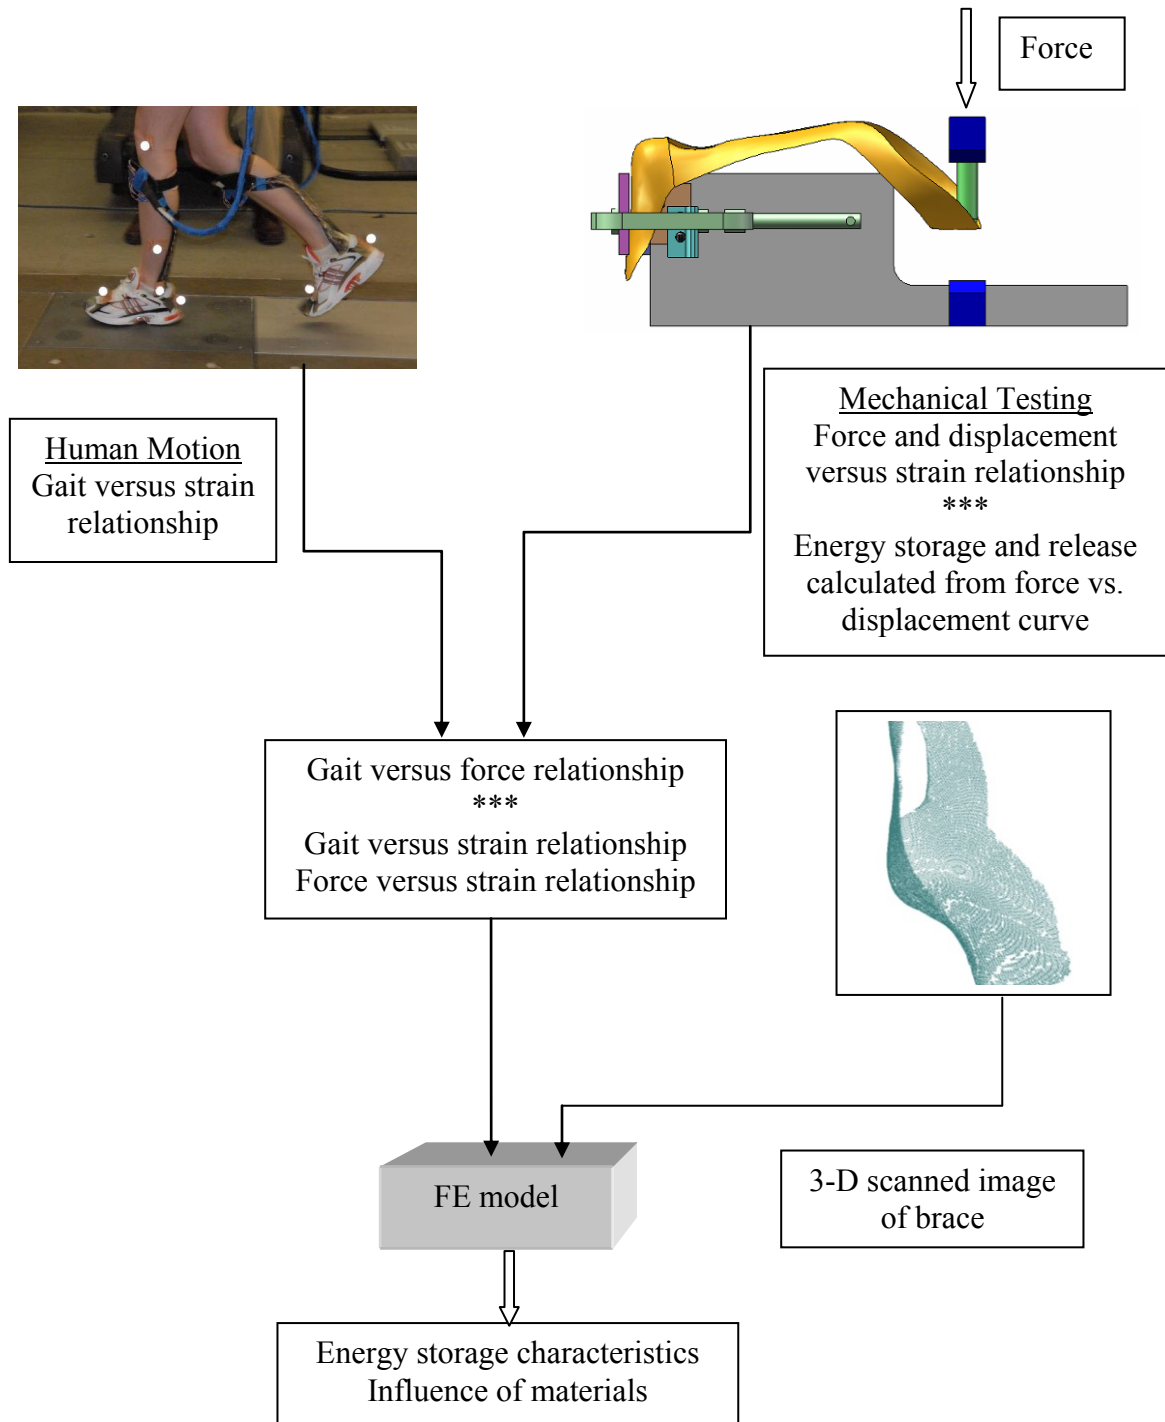 Force
Human Motion
Gait versus strain
relationship
Mechanical Testing
Force and displacement
versus strain relationship
***
Energy storage and release
calculated from force vs.
displacement curve
Gait versus force relationship
***
Gait versus strain relationship
Force versus strain relationship
FE model
3-D scanned image
of brace
Energy storage characteristics
Influence of materials